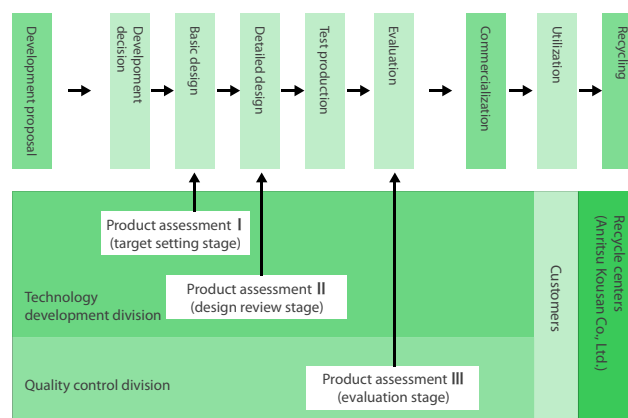 Development proposal
Develpoment
decision
Basic design
Detailed design
Test production
Evaluation
Commercialization
Utilization
Recycling
Product assessment I
(target setting stage)
Product assessment II
(design review stage)
Technology
development division
Product assessment III
(evaluation stage)
Quality control division
Customers
Recycle centers
(Anritsu Kousan Co., Ltd.)